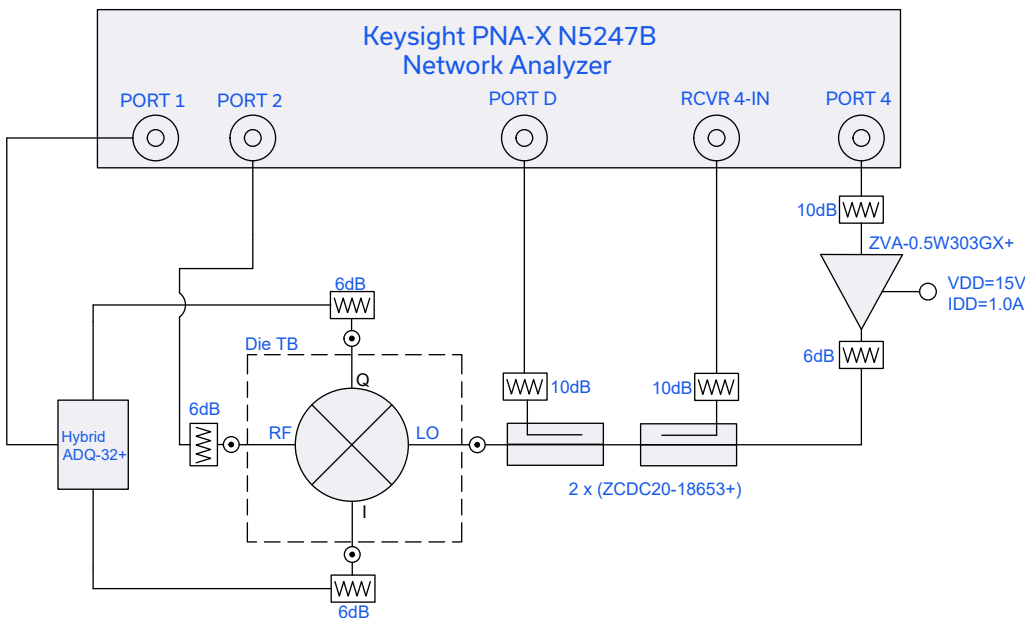 Keysight PNA-X N5247B
Network Analyzer
PORT 1
PORT 2
PORT D
RCVR 4-IN
PORT 4
10dB
ZVA-0.5W303GX+
VDD=15V
IDD=1.0A
6dB
6dB
Die TB
Q
10dB
10dB
6dB
RF
LO
Hybrid
ADQ-32+
2 x (ZCDC20-18653+)
I
6dB